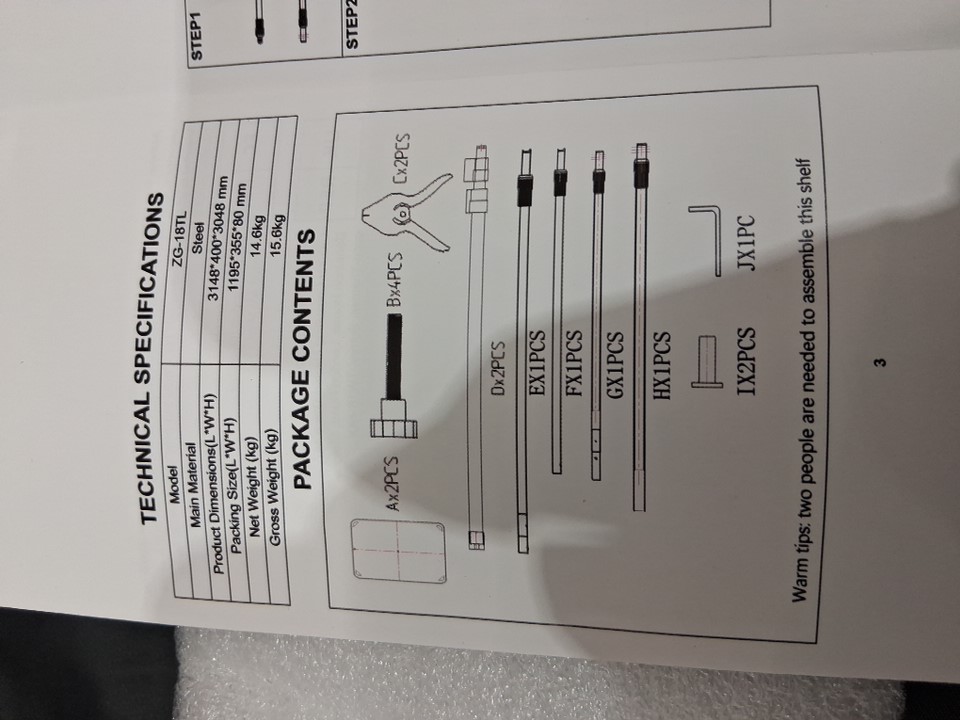 TECHNICAL SPECIFICATIONS
Model ZG-18TL
Main Material Steel
Product Dimensions(L*W*H) 3148*400*3048 mm
Packing Size(L*W*H) 1195*355*80 mm
Net Weight (kg) 14.6kg
Gross Weight (kg) 15.6kg
PACKAGE CONTENTS
Ax2PCS
Bx4PCS
Cx2PCS
Dx2PCS
EX1PCS
FX1PCS
GX1PCS
HX1PCS
IX2PCS
JX1PC
Warm tips: two people are needed to assemble this shelf
3
STEP1
STEP2